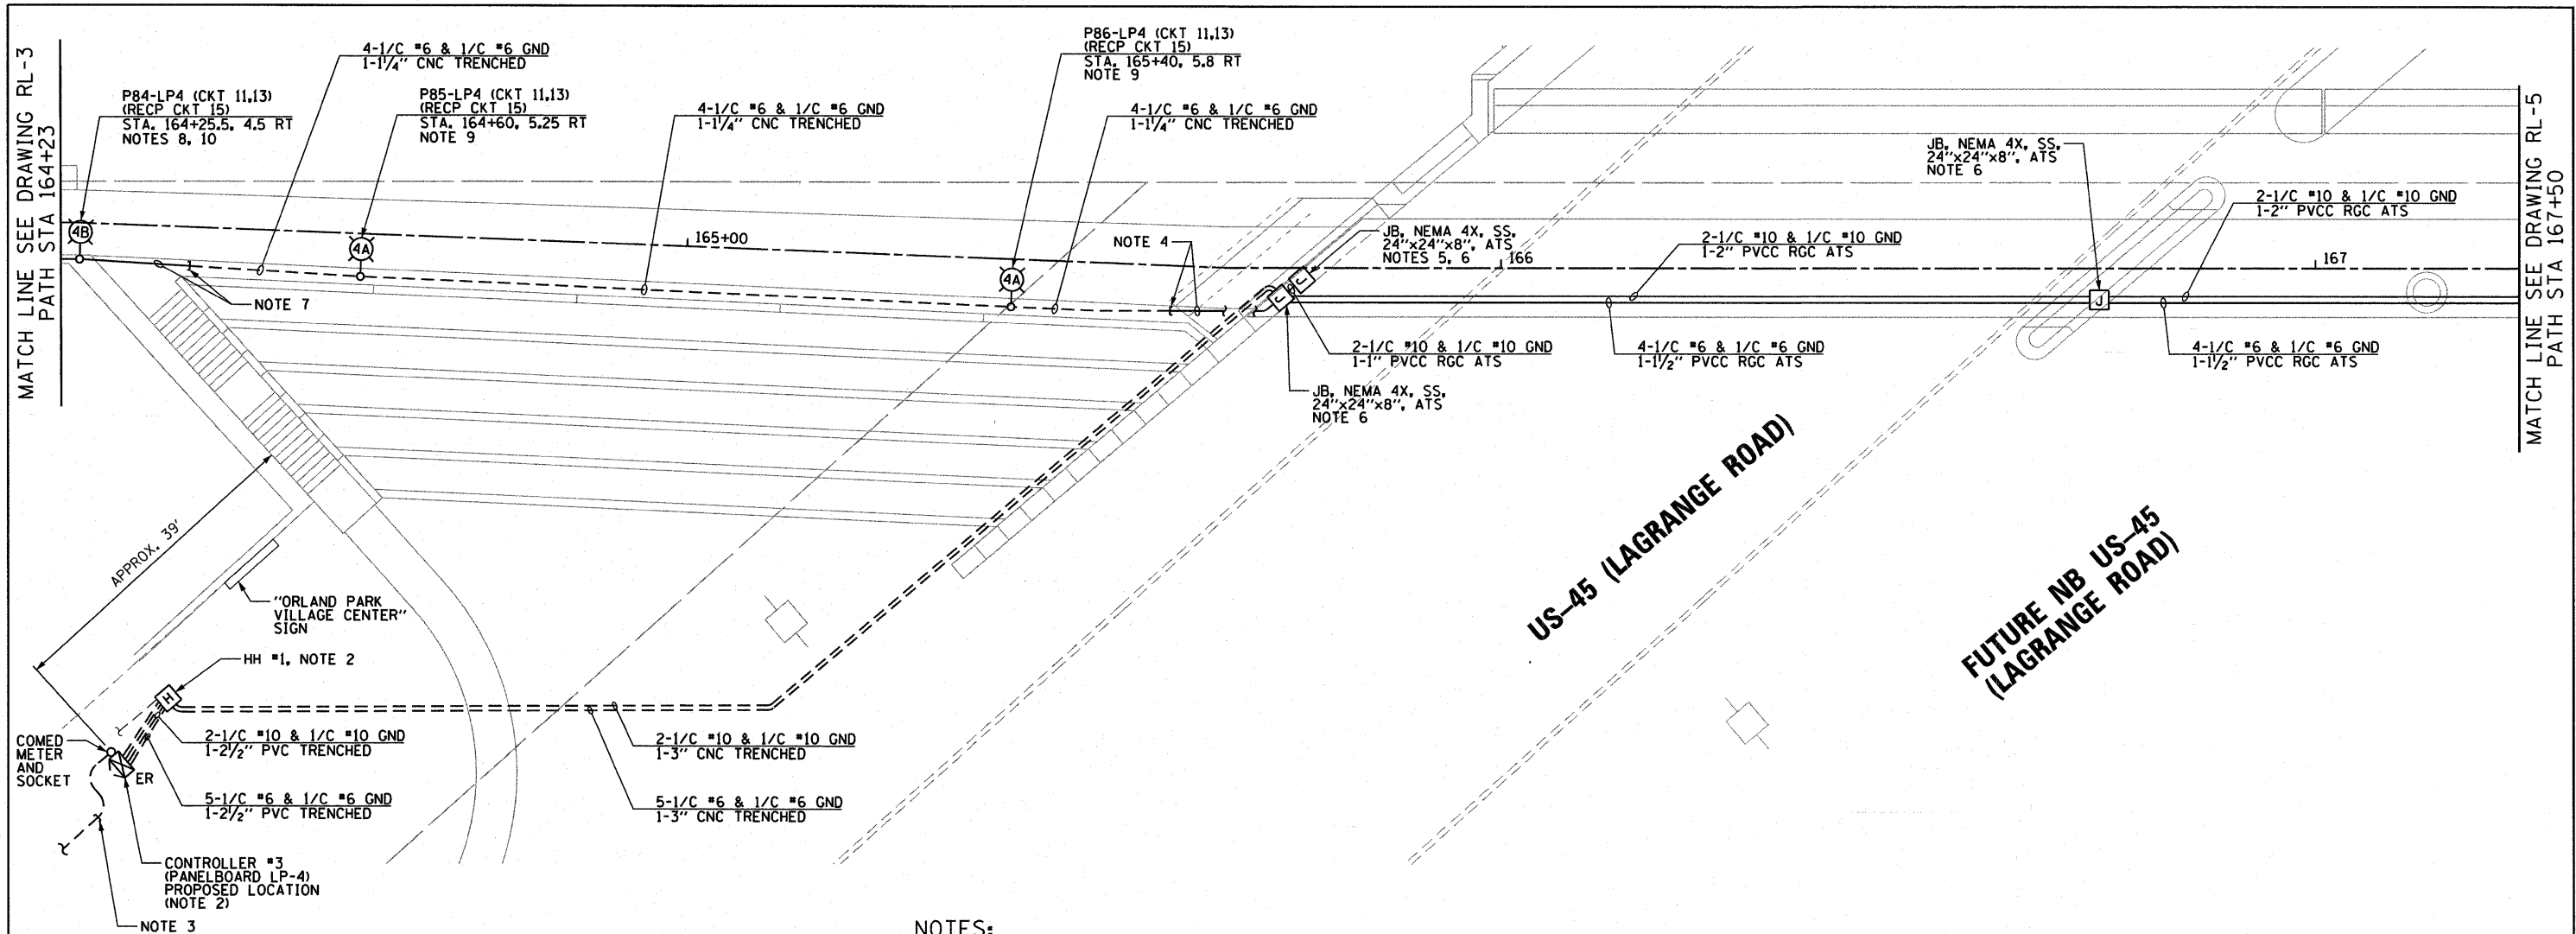 MATCH LINE SEE DRAWING RL-3
PATH STA 164+23
P84-LP4 (CKT 11,13)
(RECP CKT 15)
STA. 164+25.5, 4.5 RT
NOTES 8, 10
4-1/C #6 & 1/C #6 GND
1-1¼" CNC TRENCHED
P85-LP4 (CKT 11,13)
(RECP CKT 15)
STA. 164+60, 5.25 RT
NOTE 9
4-1/C #6 & 1/C #6 GND
1-1¼" CNC TRENCHED
P86-LP4 (CKT 11,13)
(RECP CKT 15)
STA. 165+40, 5.8 RT
NOTE 9
4-1/C #6 & 1/C #6 GND
1-1¼" CNC TRENCHED
JB, NEMA 4X, SS,
24"x24"x8", ATS
NOTE 6
2-1/C #10 & 1/C #10 GND
1-2" PVCC RGC ATS
MATCH LINE SEE DRAWING RL-5
PATH STA 167+50
4B
4A
165+00
4A
NOTE 4
JB, NEMA 4X, SS,
24"x24"x8", ATS
NOTES 5, 6
2-1/C #10 & 1/C #10 GND
1-2" PVCC RGC ATS
166
167
NOTE 7
J
J
J
2-1/C #10 & 1/C #10 GND
1-1" PVCC RGC ATS
4-1/C #6 & 1/C #6 GND
1-1½" PVCC RGC ATS
4-1/C #6 & 1/C #6 GND
1-1½" PVCC RGC ATS
JB, NEMA 4X, SS,
24"x24"x8", ATS
NOTE 6
US-45 (LAGRANGE ROAD)
FUTURE NB US-45
(LAGRANGE ROAD)
APPROX. 39'
"ORLAND PARK
VILLAGE CENTER"
SIGN
HH #1, NOTE 2
H
COMED
METER
AND
SOCKET
ER
2-1/C #10 & 1/C #10 GND
1-2½" PVC TRENCHED
5-1/C #6 & 1/C #6 GND
1-2½" PVC TRENCHED
2-1/C #10 & 1/C #10 GND
1-3" CNC TRENCHED
5-1/C #6 & 1/C #6 GND
1-3" CNC TRENCHED
CONTROLLER #3
(PANELBOARD LP-4)
PROPOSED LOCATION
(NOTE 2)
NOTE 3
NOTES: